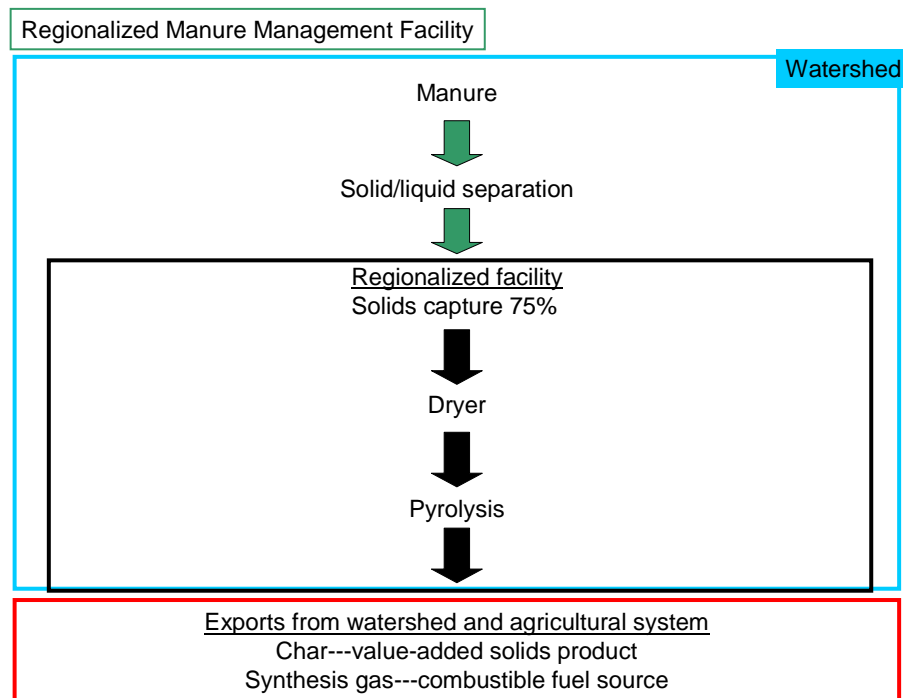 Regionalized Manure Management Facility
Watershed
Manure
Solid/liquid separation
Regionalized facility
Solids capture 75%
Dryer
Pyrolysis
Exports from watershed and agricultural system
Char---value-added solids product
Synthesis gas---combustible fuel source